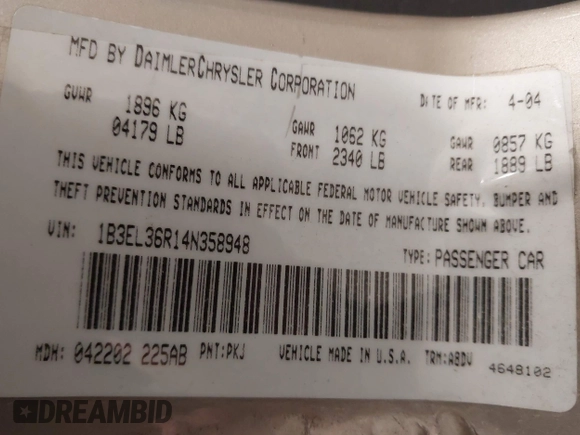 MFD BY DAIMLERCHRYSLER CORPORATION DATE OF MFR: 4-04
GVWR 1896 KG 04179 LB GAWR FRONT 1062 KG 2340 LB GAWR REAR 0857 KG 1889 LB
THIS VEHICLE CONFORMS TO ALL APPLICABLE FEDERAL MOTOR VEHICLE SAFETY, BUMPER AND
THEFT PREVENTION STANDARDS IN EFFECT ON THE DATE OF MANUFACTURE SHOWN ABOVE.
VIN: 1B3EL36R14N358948 TYPE: PASSENGER CAR
MDH: 042202 225AB PNT: PKJ VEHICLE MADE IN U.S.A. TRM: ABDV 4648102
DREAMBID